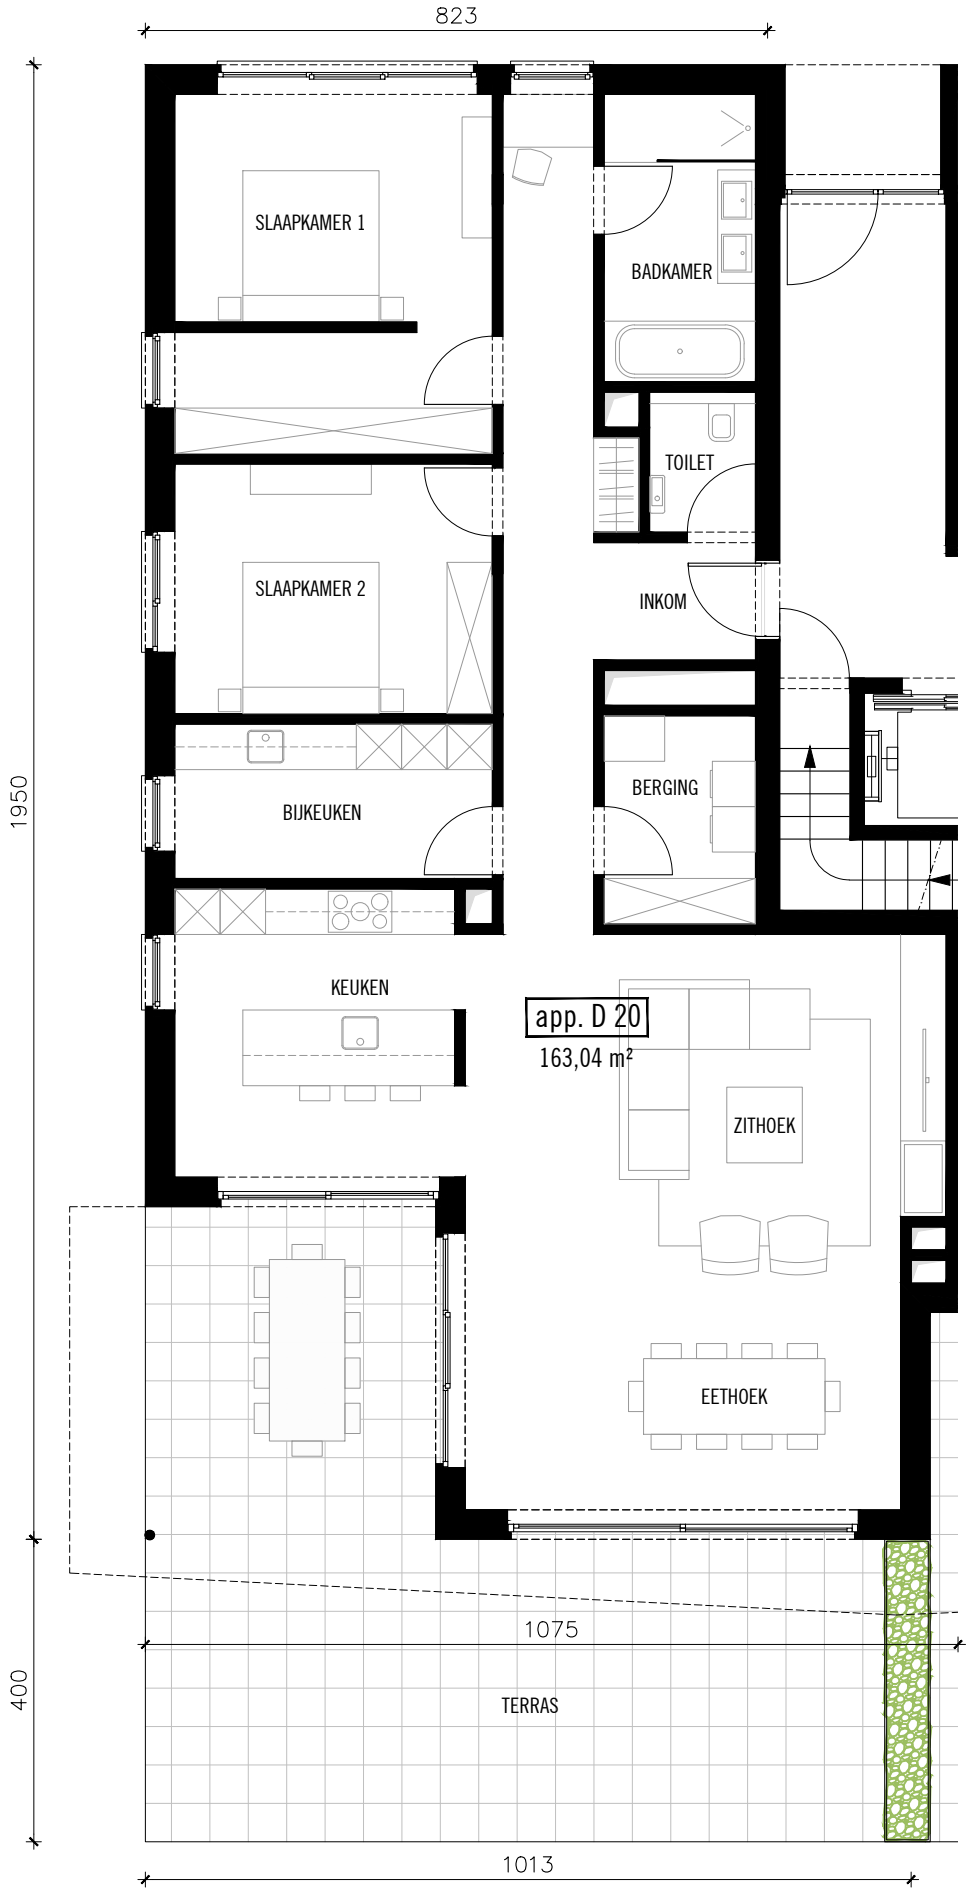 823
SLAAPKAMER 1
BADKAMER
TOILET
SLAAPKAMER 2
INKOM
1950
BERGING
BIJKEUKEN
KEUKEN
app. D 20
163,04 m²
ZITHOEK
EETHOEK
1075
400
TERRAS
1013